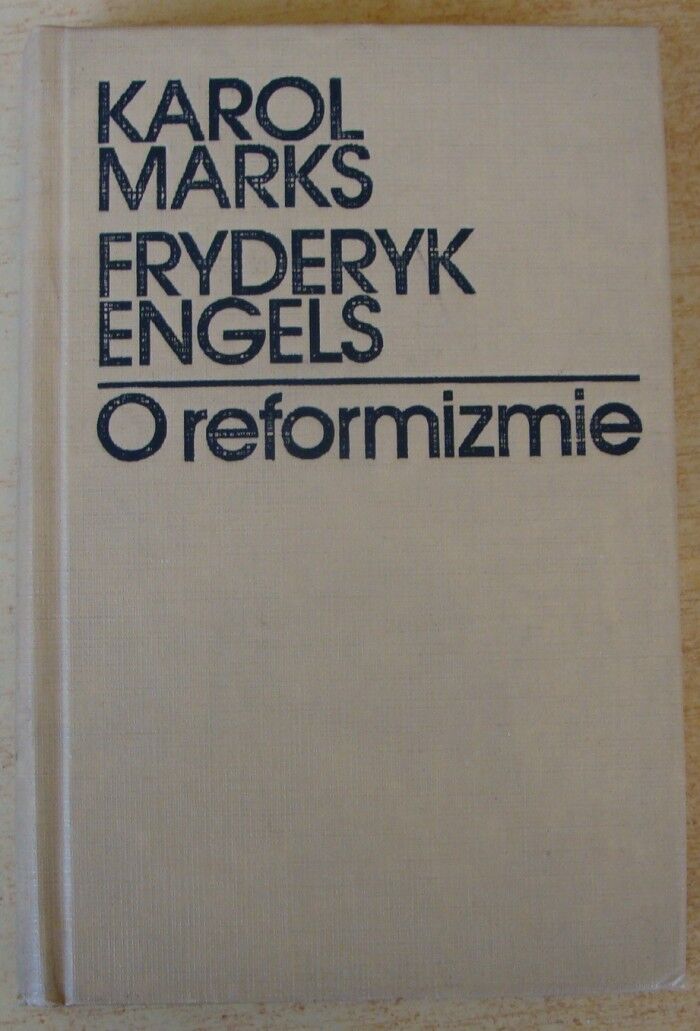 KAROL
MARKS
FRYDERYK
ENGELS
O reformizmie